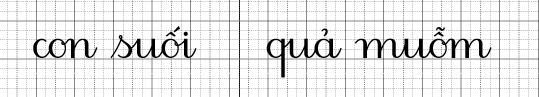 con suối quả muỗm